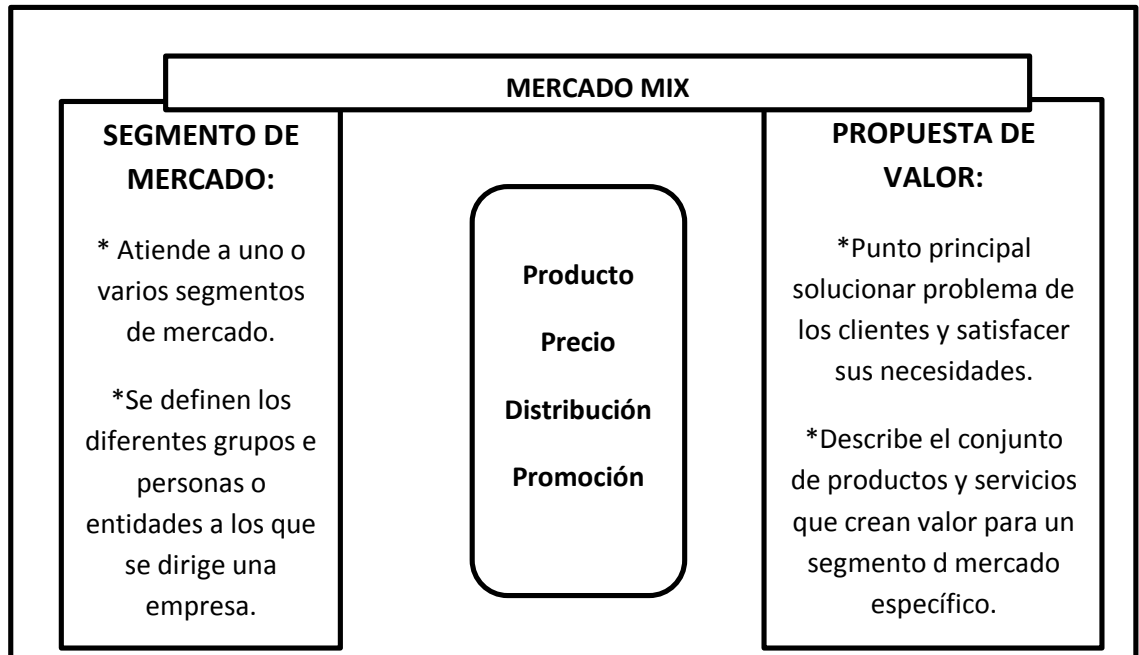 MERCADO MIX
SEGMENTO DE
MERCADO:
* Atiende a uno o
varios segmentos
de mercado.
*Se definen los
diferentes grupos e
personas o
entidades a los que
se dirige una
empresa.
Producto
Precio
Distribución
Promoción
PROPUESTA DE
VALOR:
*Punto principal
solucionar problema de
los clientes y satisfacer
sus necesidades.
*Describe el conjunto
de productos y servicios
que crean valor para un
segmento d mercado
específico.